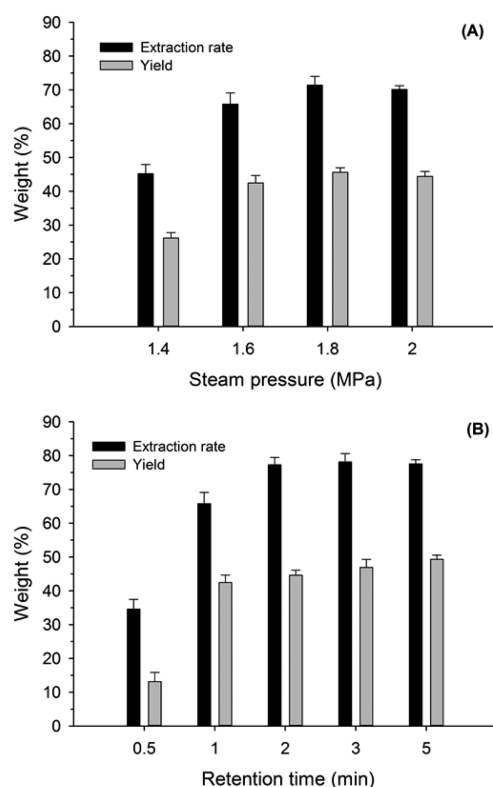 (A)
Extraction rate
Yield
Weight (%)
90
80
70
60
50
40
30
20
10
0
1.4 1.6 1.8 2
Steam pressure (MPa)
(B)
Extraction rate
Yield
Weight (%)
90
80
70
60
50
40
30
20
10
0
0.5 1 2 3 5
Retention time (min)